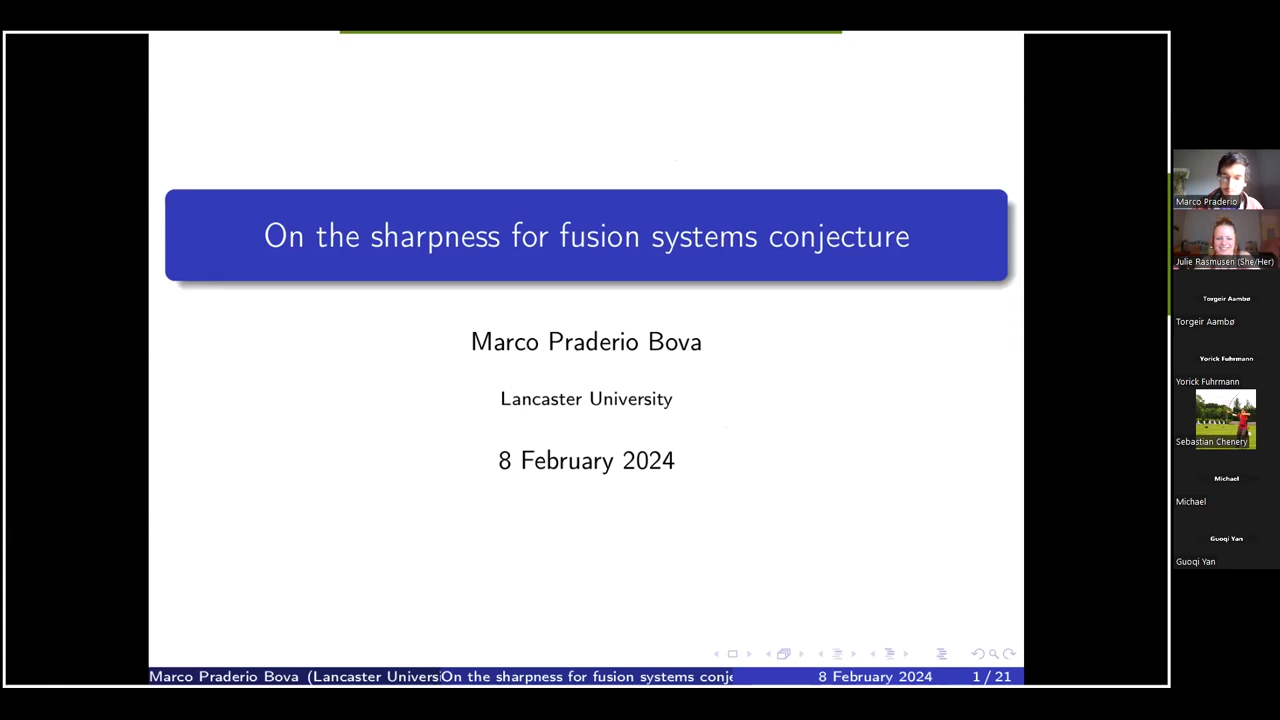 On the sharpness for fusion systems conjecture
Marco Praderio Bova
Lancaster University
8 February 2024
Marco Praderio Bova (Lancaster Universi
On the sharpness for fusion systems conje
8 February 2024
1 / 21
Marco Praderio
Julie Rasmusen (She/Her)
Torgeir Aambø
Torgeir Aambø
Yorick Fuhrmann
Yorick Fuhrmann
Sebastian Chenery
Michael
Michael
Guoqi Yan
Guoqi Yan